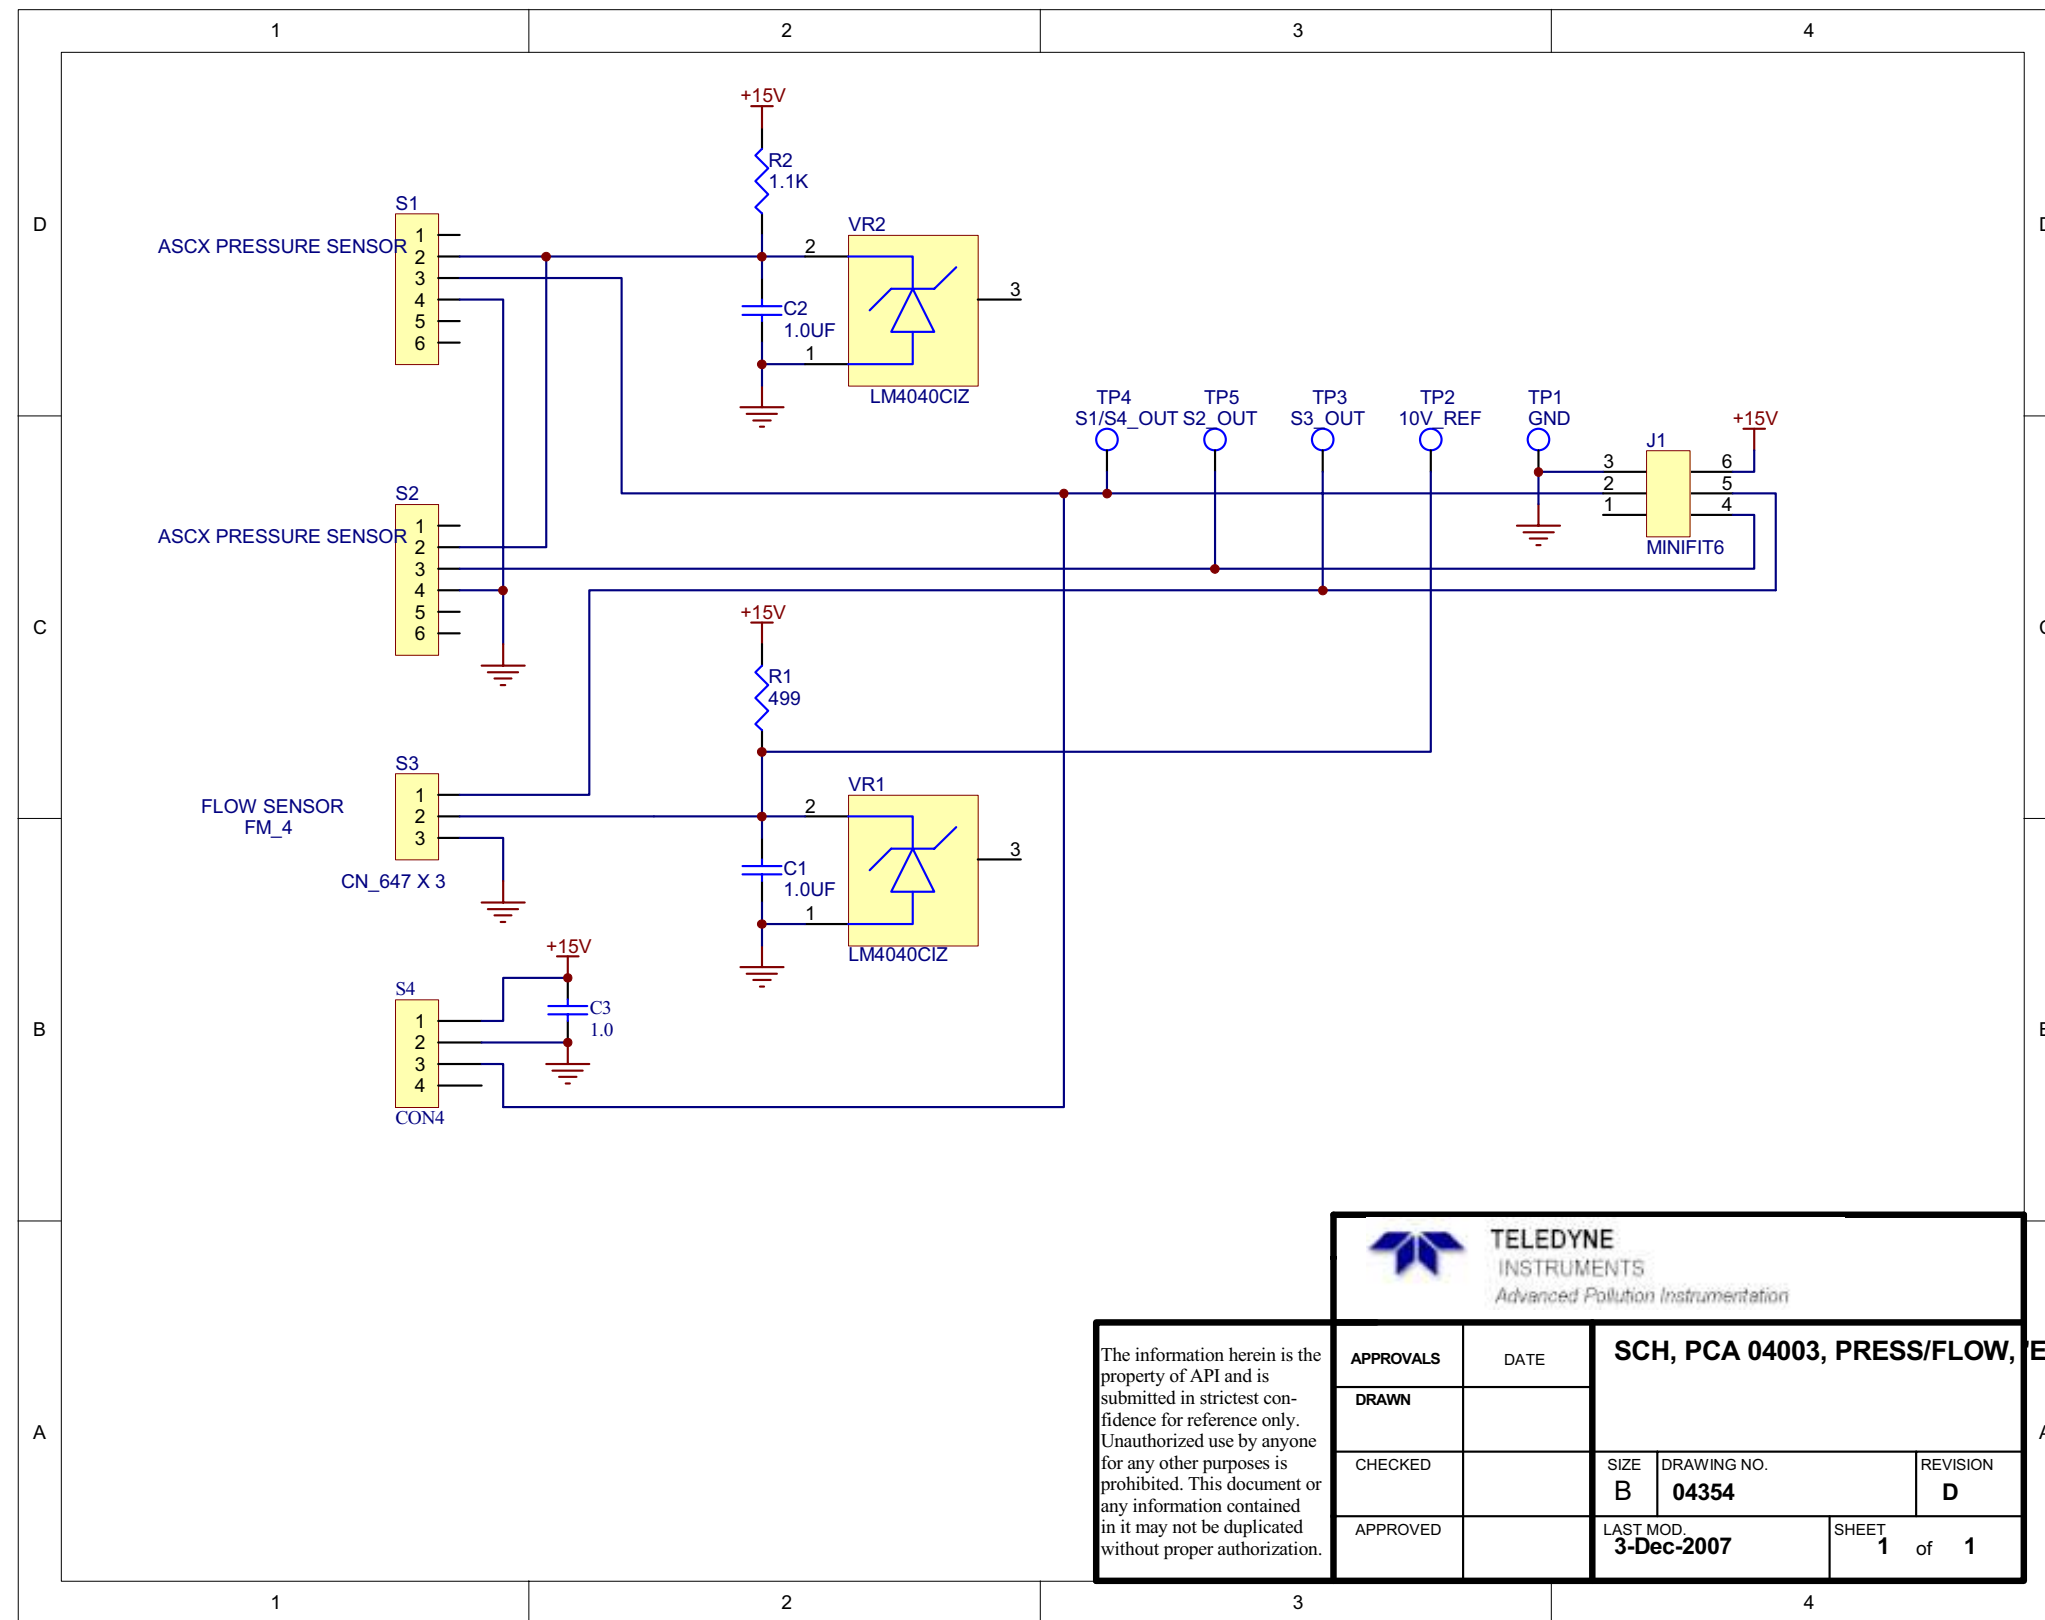 1
2
3
4
D
D
C
C
B
B
A
A
+15V
R2
1.1K
S1
ASCX PRESSURE SENSOR
1
2
3
4
5
6
VR2
2
3
1
C2
1.0UF
LM4040CIZ
TP4
S1/S4_OUT
TP5
S2_OUT
TP3
S3_OUT
TP2
10V_REF
TP1
GND
+15V
J1
3
2
1
6
5
4
MINIFIT6
S2
ASCX PRESSURE SENSOR
1
2
3
4
5
6
+15V
R1
499
S3
FLOW SENSOR
FM_4
1
2
3
CN_647 X 3
VR1
2
3
1
C1
1.0UF
LM4040CIZ
+15V
S4
1
2
3
4
C3
1.0
CON4
TELEDYNE
INSTRUMENTS
Advanced Pollution Instrumentation
The information herein is the
property of API and is
submitted in strictest con-
fidence for reference only.
Unauthorized use by anyone
for any other purposes is
prohibited. This document or
any information contained
in it may not be duplicated
without proper authorization.
APPROVALS
DATE
DRAWN
CHECKED
APPROVED
SCH, PCA 04003, PRESS/FLOW,
SIZE
B
DRAWING NO.
04354
REVISION
D
LAST MOD.
3-Dec-2007
SHEET
1 of 1
1
2
3
4